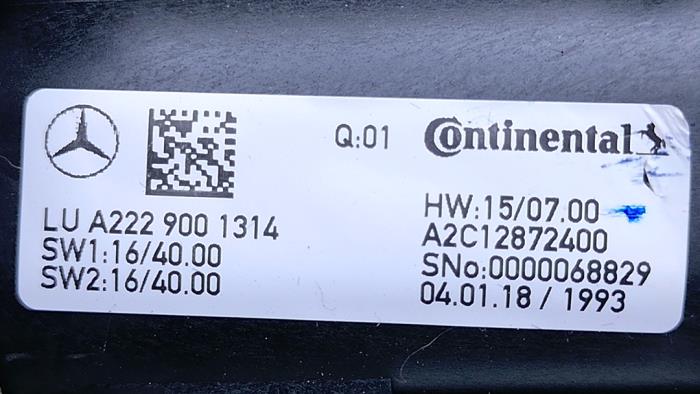 Q:01
Continental
LU A222 900 1314
SW1:16/40.00
SW2:16/40.00
HW:15/07.00
A2C12872400
SNo:0000068829
04.01.18 / 1993